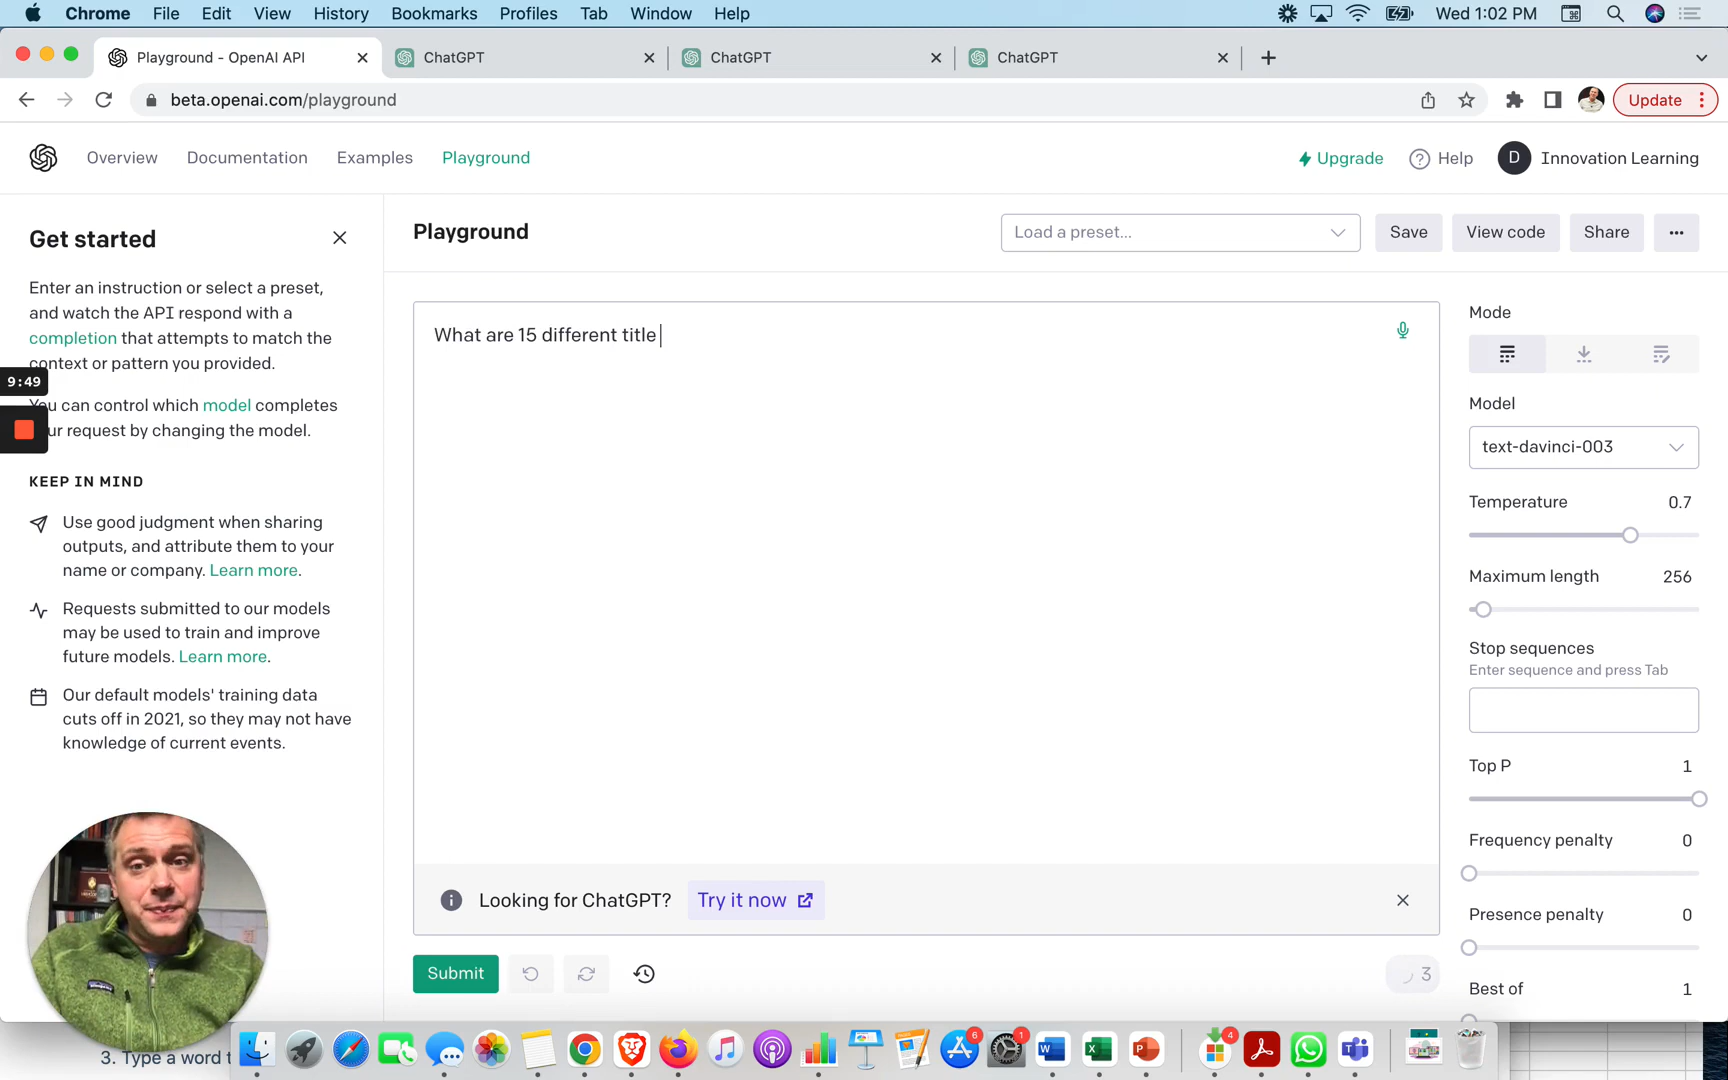 Chrome File Edit View History Bookmarks Profiles Tab Window Help
Wed 1:02 PM
Playground - OpenAI API
ChatGPT
ChatGPT
ChatGPT
beta.openai.com/playground
Update
Overview Documentation Examples Playground
Upgrade Help D Innovation Learning
Get started
Enter an instruction or select a preset,
and watch the API respond with a
completion that attempts to match the
context or pattern you provided.
9:49
You can control which model completes
ur request by changing the model.
KEEP IN MIND
Use good judgment when sharing
outputs, and attribute them to your
name or company. Learn more.
Requests submitted to our models
may be used to train and improve
future models. Learn more.
Our default models' training data
cuts off in 2021, so they may not have
knowledge of current events.
Playground
Load a preset...
Save
View code
Share
...
What are 15 different title
Looking for ChatGPT? Try it now
Submit
3
Mode
Model
text-davinci-003
Temperature 0.7
Maximum length 256
Stop sequences
Enter sequence and press Tab
Top P 1
Frequency penalty 0
Presence penalty 0
Best of 1
3. Type a word t
6
1
4